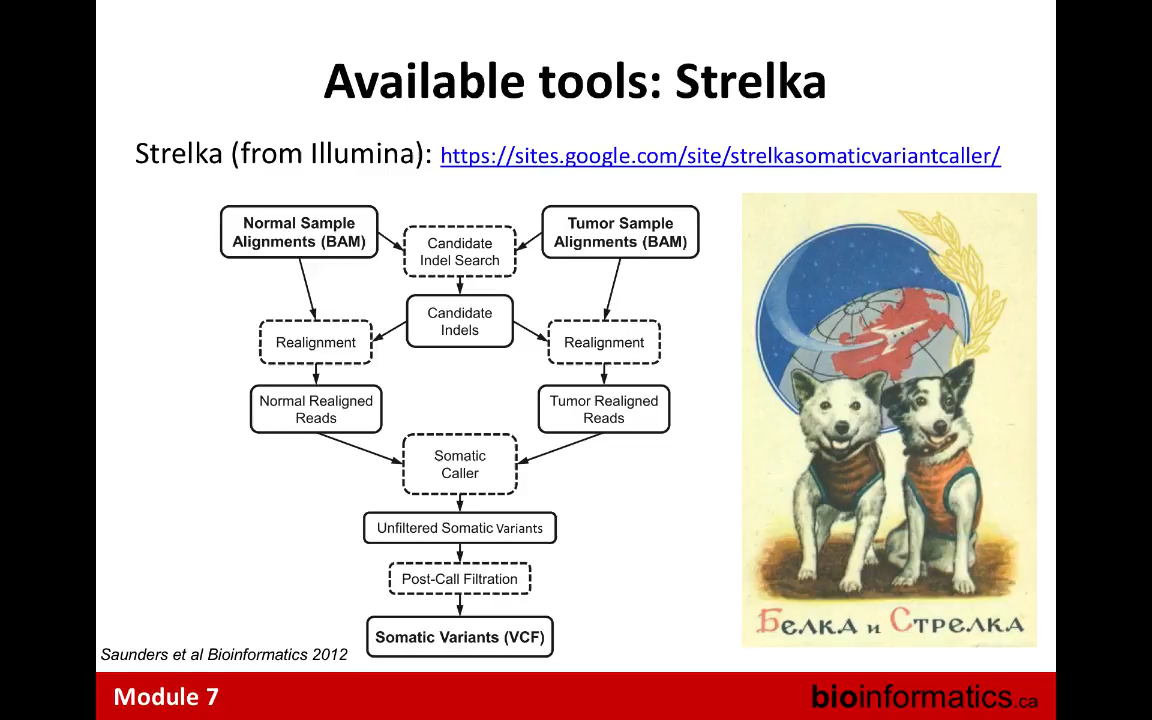 Available tools: Strelka
Strelka (from Illumina): https://sites.google.com/site/strelkasomaticvariantcaller/
Normal Sample
Alignments (BAM)
Candidate
Indel Search
Tumor Sample
Alignments (BAM)
Candidate
Indels
Realignment
Realignment
Normal Realigned
Reads
Tumor Realigned
Reads
Somatic
Caller
Unfiltered Somatic Variants
Post-Call Filtration
Somatic Variants (VCF)
Белка и Стрелка
Saunders et al Bioinformatics 2012
Module 7
bioinformatics.ca